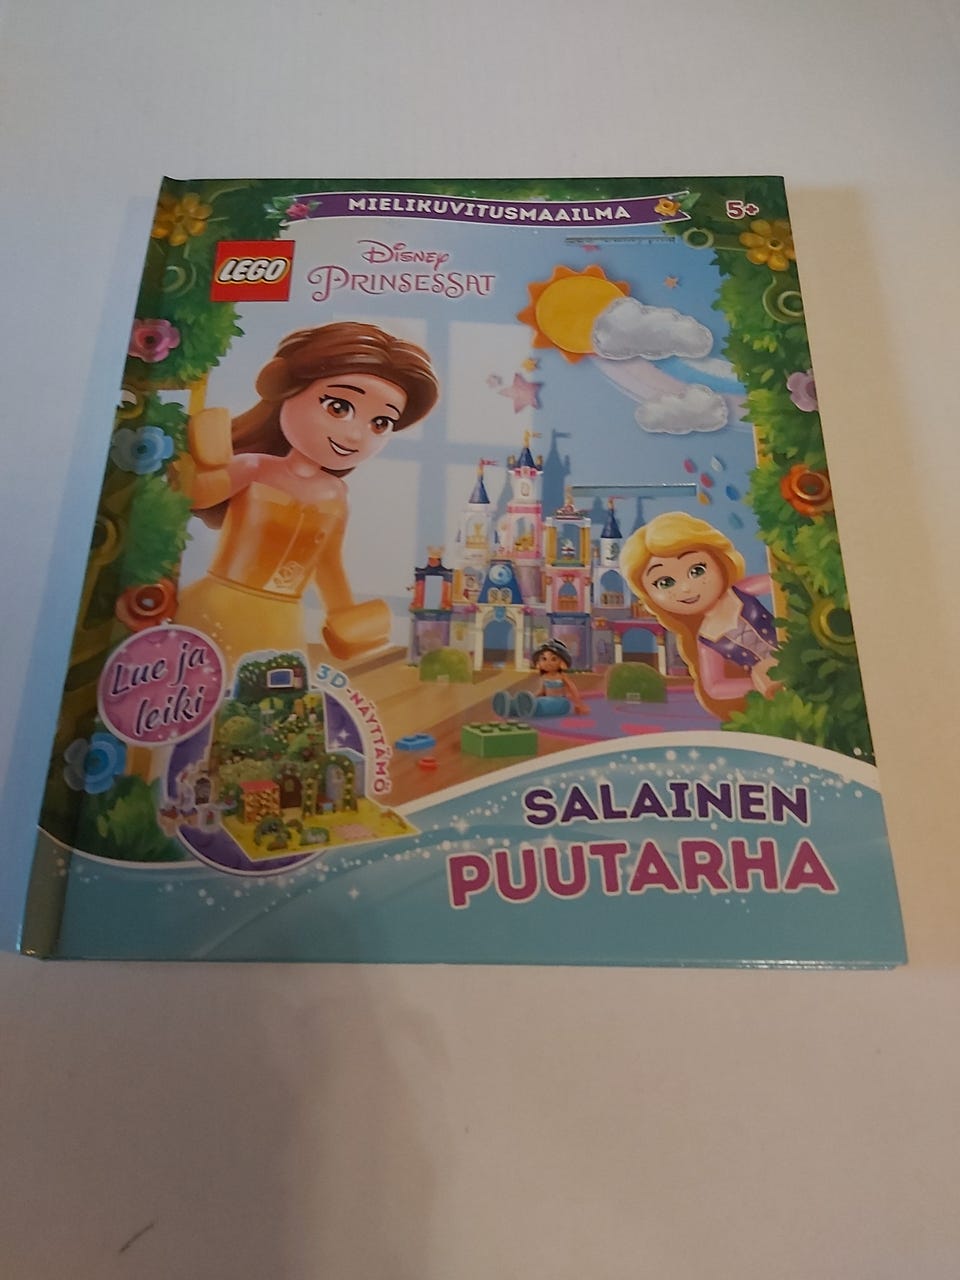 MIELIKUVITUSMAAILMA
5+
LEGO
Disney
PRINSESSAT
Lue ja
leiki
3D-NÄYTTÄMÖ
SALAINEN
PUUTARHA